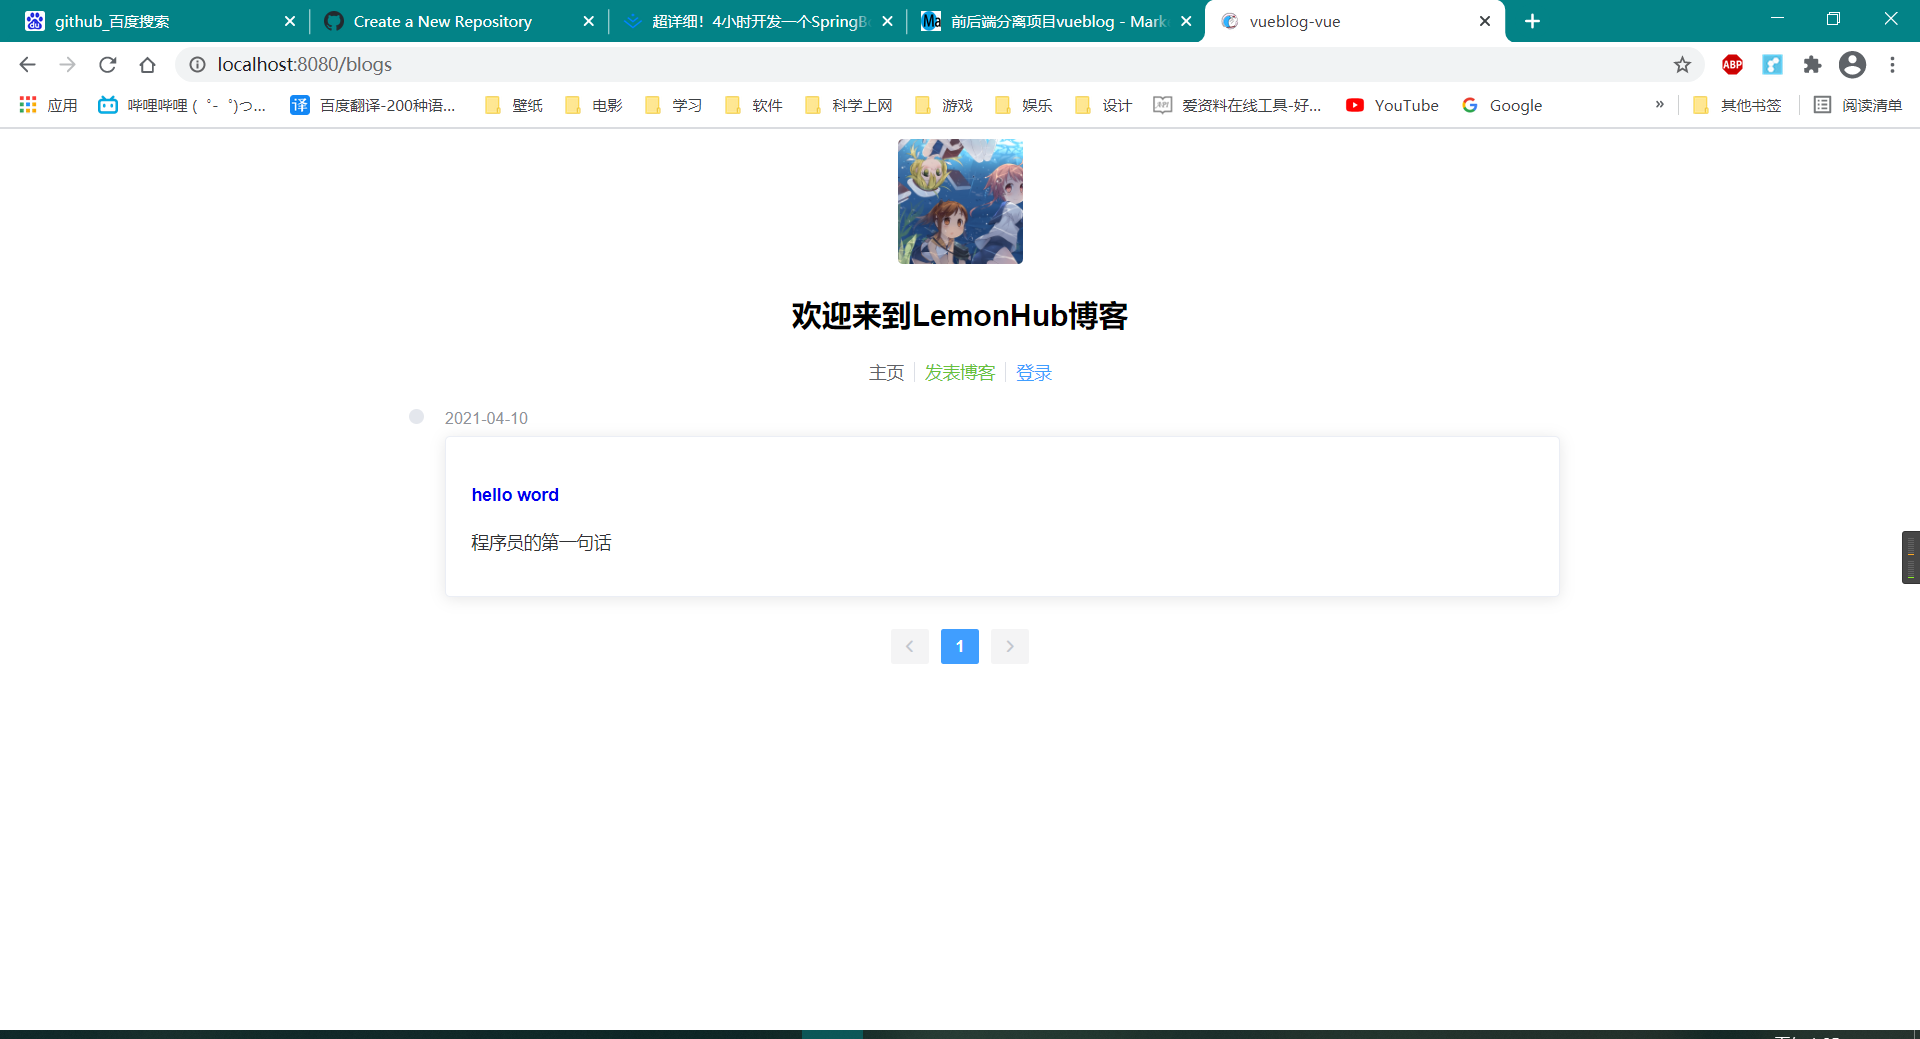 github_百度搜索
Create a New Repository
超详细！4小时开发一个SpringBo
前后端分离项目vueblog - Mark
vueblog-vue
localhost:8080/blogs
ABP
应用
哔哩哔哩 (゜-゜)つ...
译 百度翻译-200种语...
壁纸
电影
学习
软件
科学上网
游戏
娱乐
设计
爱资料在线工具-好...
YouTube
Google
»
其他书签
阅读清单
欢迎来到LemonHub博客
主页
发表博客
登录
2021-04-10
hello word
程序员的第一句话
1